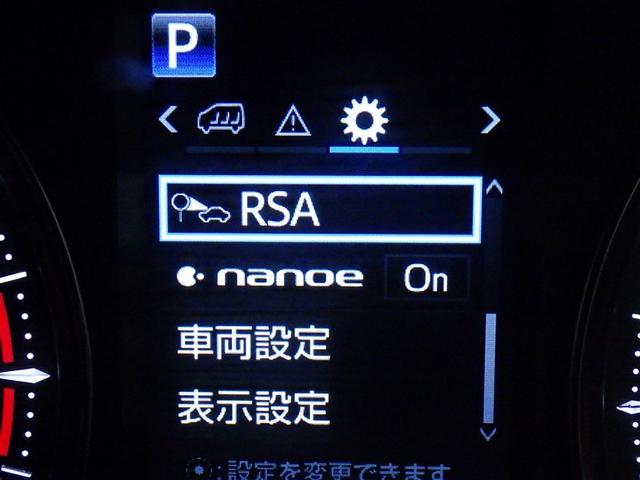 P
RSA
nanoe On
車両設定
表示設定
:設定を変更できます